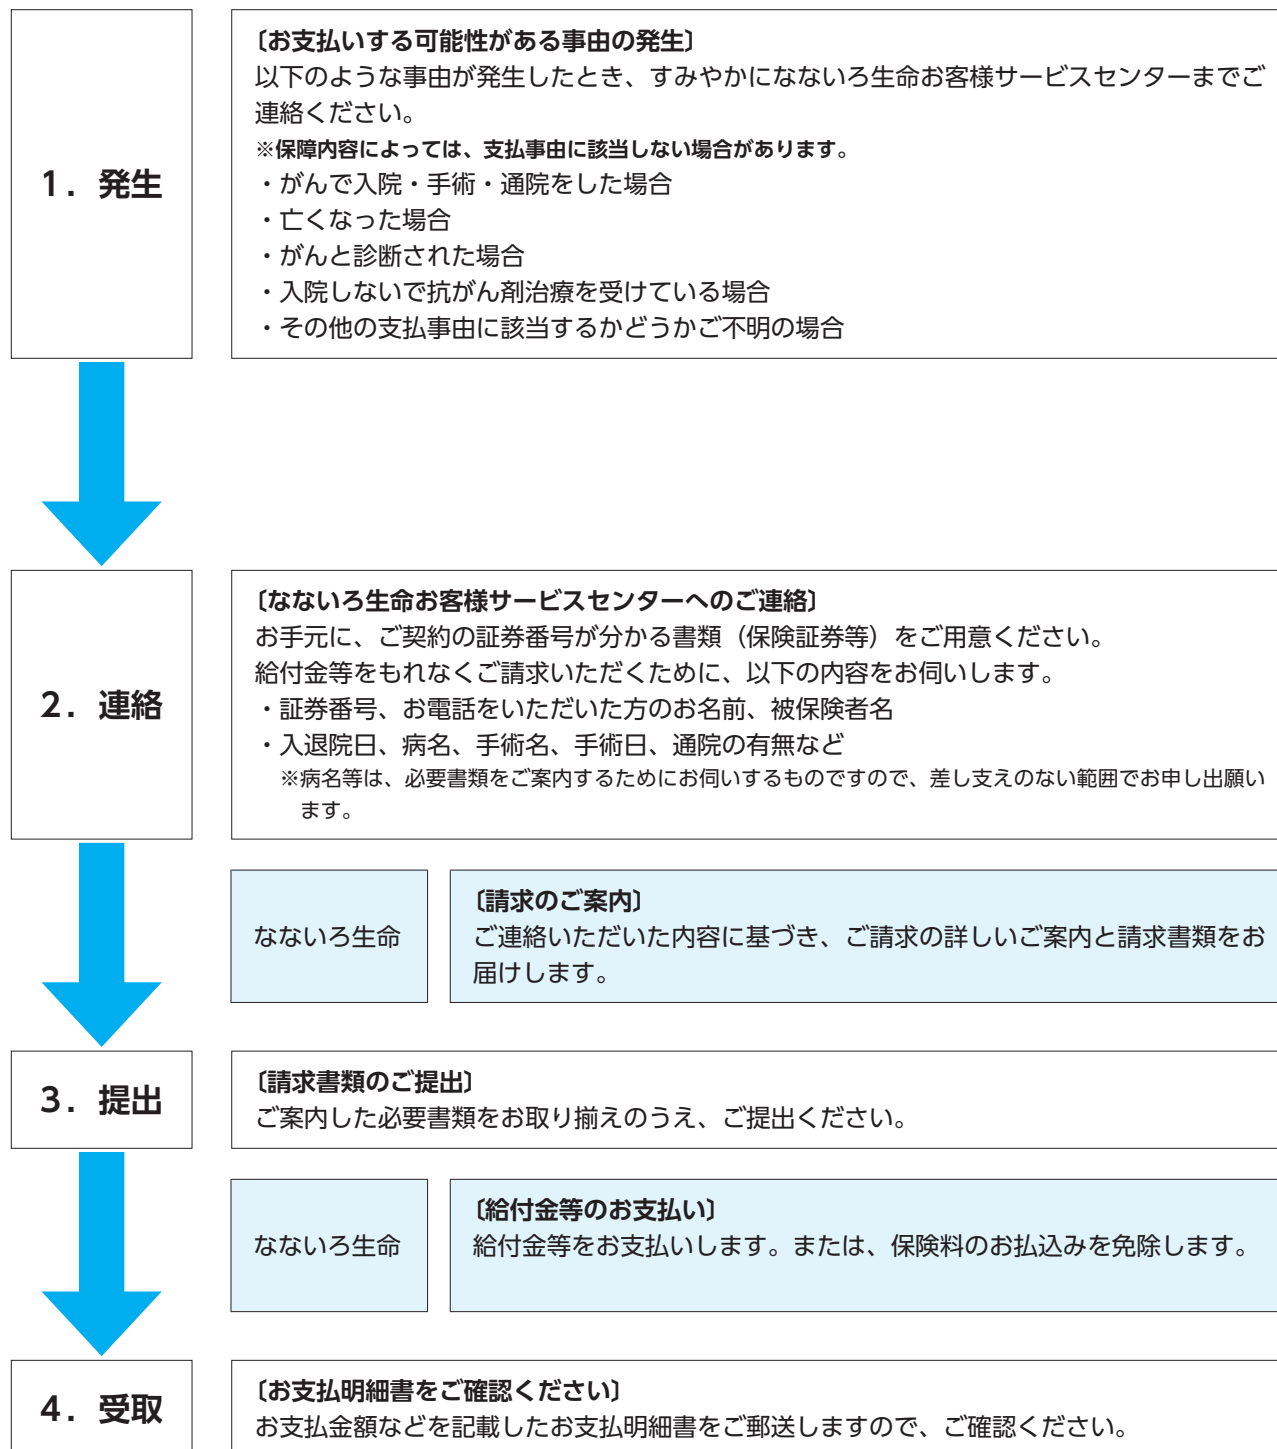 1．発生
〔お支払いする可能性がある事由の発生〕
以下のような事由が発生したとき、すみやかになないろ生命お客様サービスセンターまでご
連絡ください。
※保障内容によっては、支払事由に該当しない場合があります。
・がんで入院・手術・通院をした場合
・亡くなった場合
・がんと診断された場合
・入院しないで抗がん剤治療を受けている場合
・その他の支払事由に該当するかどうかご不明の場合
2．連絡
〔なないろ生命お客様サービスセンターへのご連絡〕
お手元に、ご契約の証券番号が分かる書類（保険証券等）をご用意ください。
給付金等をもれなくご請求いただくために、以下の内容をお伺いします。
・証券番号、お電話をいただいた方のお名前、被保険者名
・入退院日、病名、手術名、手術日、通院の有無など
※病名等は、必要書類をご案内するためにお伺いするものですので、差し支えのない範囲でお申し出願い
ます。
なないろ生命
〔請求のご案内〕
ご連絡いただいた内容に基づき、ご請求の詳しいご案内と請求書類をお
届けします。
3．提出
〔請求書類のご提出〕
ご案内した必要書類をお取り揃えのうえ、ご提出ください。
なないろ生命
〔給付金等のお支払い〕
給付金等をお支払いします。または、保険料のお払込みを免除します。
4．受取
〔お支払明細書をご確認ください〕
お支払金額などを記載したお支払明細書をご郵送しますので、ご確認ください。